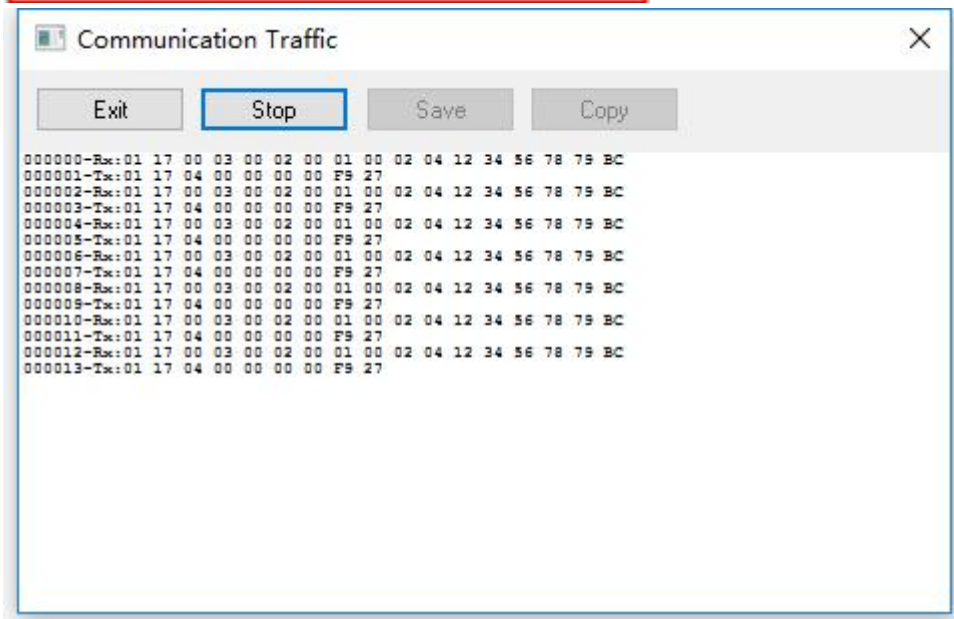 Communication Traffic
Exit Stop Save Copy
000000-Rx:01 17 00 03 00 02 00 01 00 02 04 12 34 56 78 79 BC
000001-Tx:01 17 04 00 00 00 00 F9 27
000002-Rx:01 17 00 03 00 02 00 01 00 02 04 12 34 56 78 79 BC
000003-Tx:01 17 04 00 00 00 00 F9 27
000004-Rx:01 17 00 03 00 02 00 01 00 02 04 12 34 56 78 79 BC
000005-Tx:01 17 04 00 00 00 00 F9 27
000006-Rx:01 17 00 03 00 02 00 01 00 02 04 12 34 56 78 79 BC
000007-Tx:01 17 04 00 00 00 00 F9 27
000008-Rx:01 17 00 03 00 02 00 01 00 02 04 12 34 56 78 79 BC
000009-Tx:01 17 04 00 00 00 00 F9 27
000010-Rx:01 17 00 03 00 02 00 01 00 02 04 12 34 56 78 79 BC
000011-Tx:01 17 04 00 00 00 00 F9 27
000012-Rx:01 17 00 03 00 02 00 01 00 02 04 12 34 56 78 79 BC
000013-Tx:01 17 04 00 00 00 00 F9 27